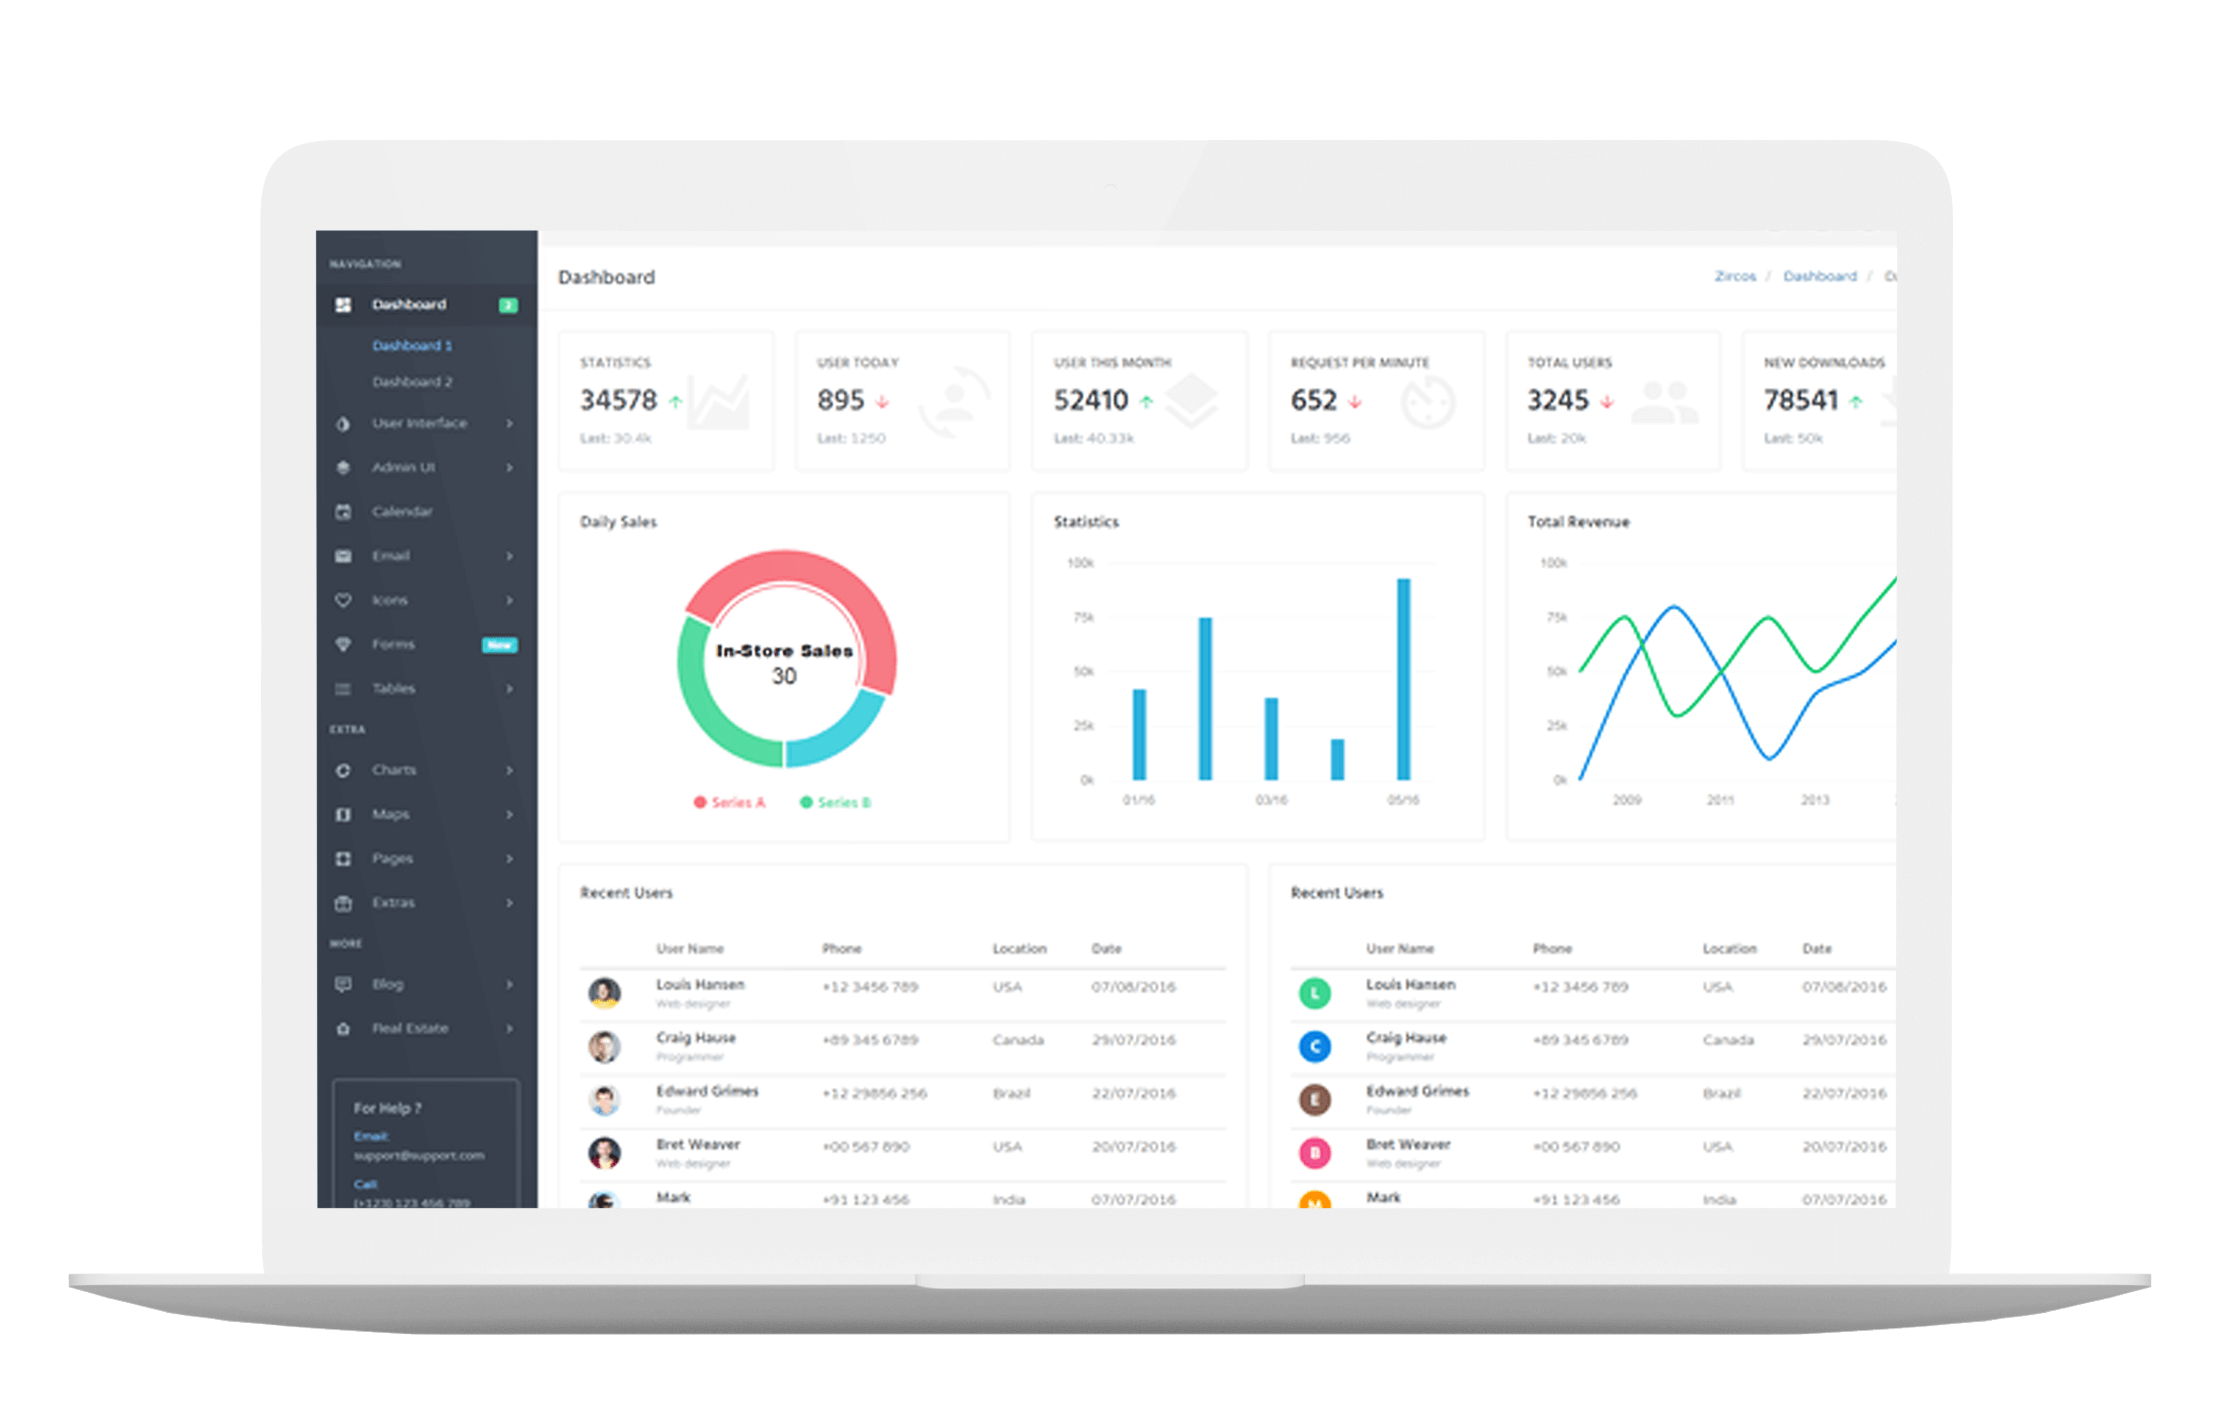 NAVIGATION
Dashboard
Dashboard 1
Dashboard 2
User Interface
Admin UI
Calendar
Email
Icons
Forms New
Tables
EXTRA
Charts
Maps
Pages
Extras
MORE
Blog
Real Estate
For Help ?
Email:
support@support.com
Call:
(+123) 123 456 789
Dashboard
Zircos / Dashboard /
STATISTICS
34578
Last: 30.4k
USER TODAY
895
Last: 1250
USER THIS MONTH
52410
Last: 40.33k
REQUEST PER MINUTE
652
Last: 956
TOTAL USERS
3245
Last: 20k
NEW DOWNLOADS
78541
Last: 50k
Daily Sales
In-Store Sales
30
Series A Series B
Statistics
100k
75k
50k
25k
0k
01/16 03/16 05/16
Total Revenue
100k
75k
50k
25k
0k
2009 2011 2013
Recent Users
User Name Phone Location Date
Louis Hansen +12 3456 789 USA 07/08/2016
Web designer
Craig Hause +89 345 6789 Canada 29/07/2016
Programmer
Edward Grimes +12 29856 256 Brazil 22/07/2016
Founder
Bret Weaver +00 567 890 USA 20/07/2016
Web designer
Mark +91 123 456 India 07/07/2016
Recent Users
User Name Phone Location Date
L Louis Hansen +12 3456 789 USA 07/08/2016
Web designer
C Craig Hause +89 345 6789 Canada 29/07/2016
Programmer
E Edward Grimes +12 29856 256 Brazil 22/07/2016
Founder
B Bret Weaver +00 567 890 USA 20/07/2016
Web designer
M Mark +91 123 456 India 07/07/2016